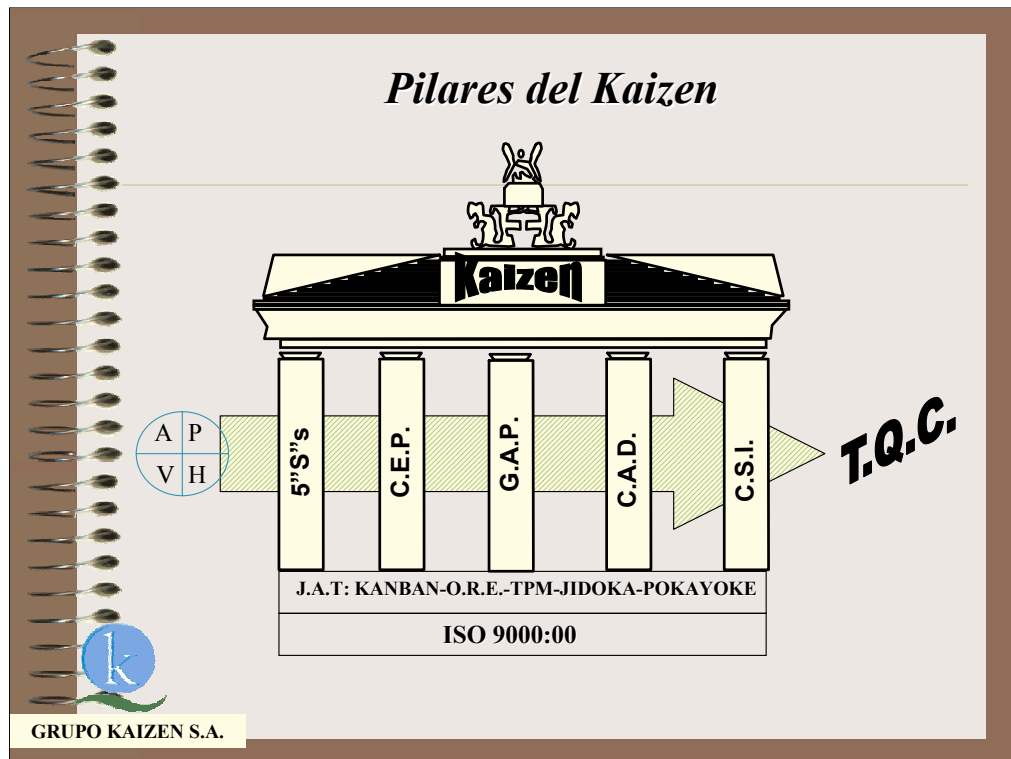 Pilares del Kaizen
Kaizen
A P
V H
5”S”s
C.E.P.
G.A.P.
C.A.D.
C.S.I.
T.Q.C.
J.A.T: KANBAN-O.R.E.-TPM-JIDOKA-POKAYOKE
ISO 9000:00
k
GRUPO KAIZEN S.A.